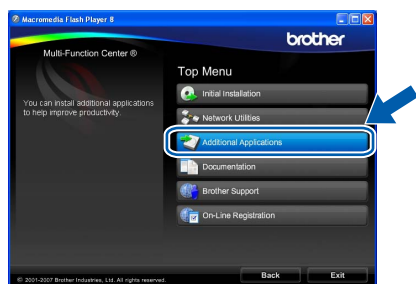 Macromedia Flash Player 8
brother
Multi-Function Center ®
Top Menu
You can install additional applications
to help improve productivity.
Initial Installation
Network Utilities
Additional Applications
Documentation
Brother Support
On-Line Registration
© 2001-2007 Brother Industries, Ltd. All rights reserved.
Back
Exit